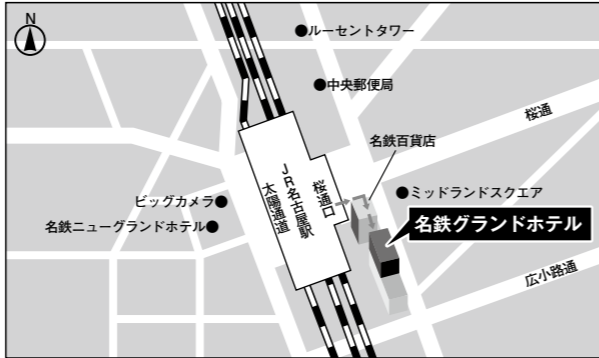 N
ルーセントタワー
中央郵便局
桜通
名鉄百貨店
ミッドランドスクエア
ビッグカメラ
名鉄ニューグランドホテル
太陽通道
JR名古屋駅
桜通口
名鉄グランドホテル
広小路通